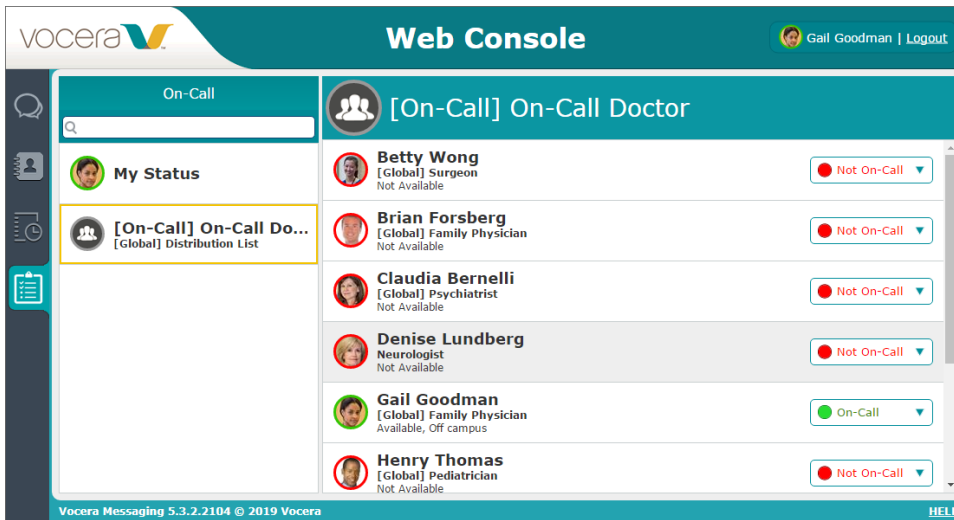 vocera
Web Console
Gail Goodman | Logout
On-Call
My Status
[On-Call] On-Call Do...
[Global] Distribution List
[On-Call] On-Call Doctor
Betty Wong
[Global] Surgeon
Not Available
Not On-Call
Brian Forsberg
[Global] Family Physician
Not Available
Not On-Call
Claudia Bernelli
[Global] Psychiatrist
Not Available
Not On-Call
Denise Lundberg
Neurologist
Not Available
Not On-Call
Gail Goodman
[Global] Family Physician
Available, Off campus
On-Call
Henry Thomas
[Global] Pediatrician
Not Available
Not On-Call
Vocera Messaging 5.3.2.2104 © 2019 Vocera
HELP